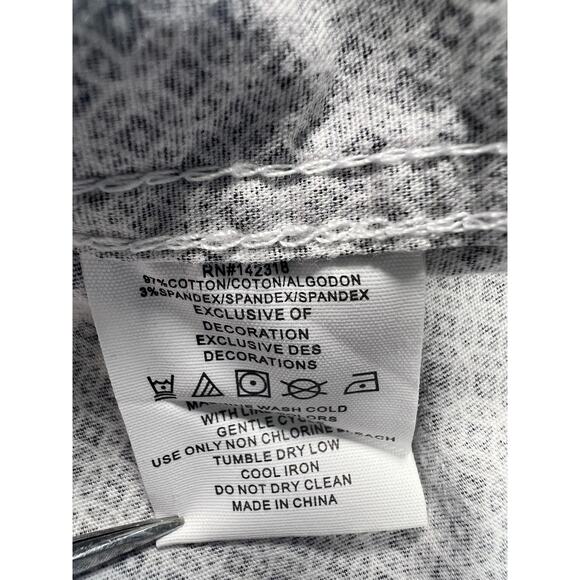 RN#142318
97%COTTON/COTON/ALGODON
3%SPANDEX/SPANDEX/SPANDEX
EXCLUSIVE OF
DECORATION
EXCLUSIVE DES
DECORATIONS
WASH COLD
WITH
GENTLE
USE ONLY NON CHLORINE BLEACH
TUMBLE DRY LOW
COOL IRON
DO NOT DRY CLEAN
MADE IN CHINA